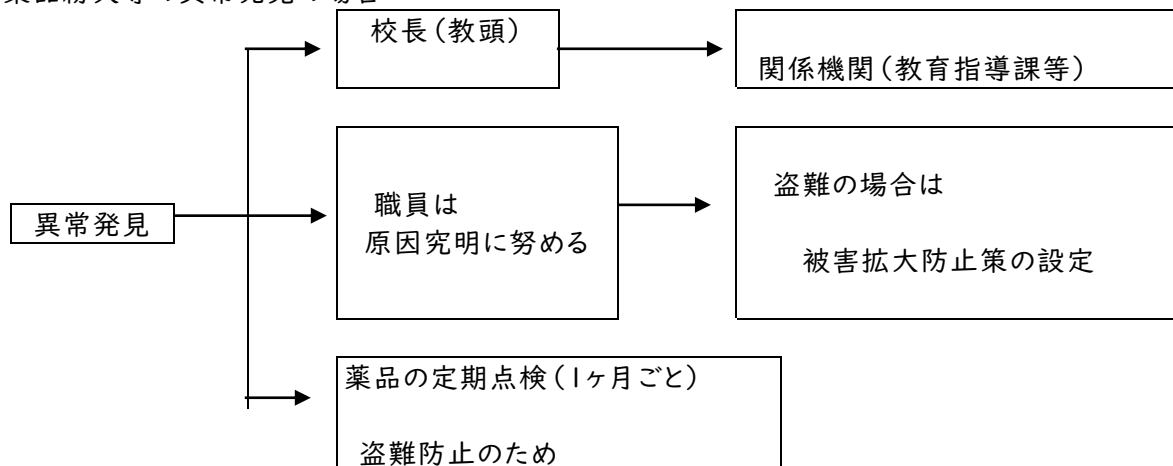 校長(教頭)
関係機関(教育指導課等)
異常発見
職員は
原因究明に努める
盗難の場合は
被害拡大防止策の設定
薬品の定期点検(1ヶ月ごと)
盗難防止のため